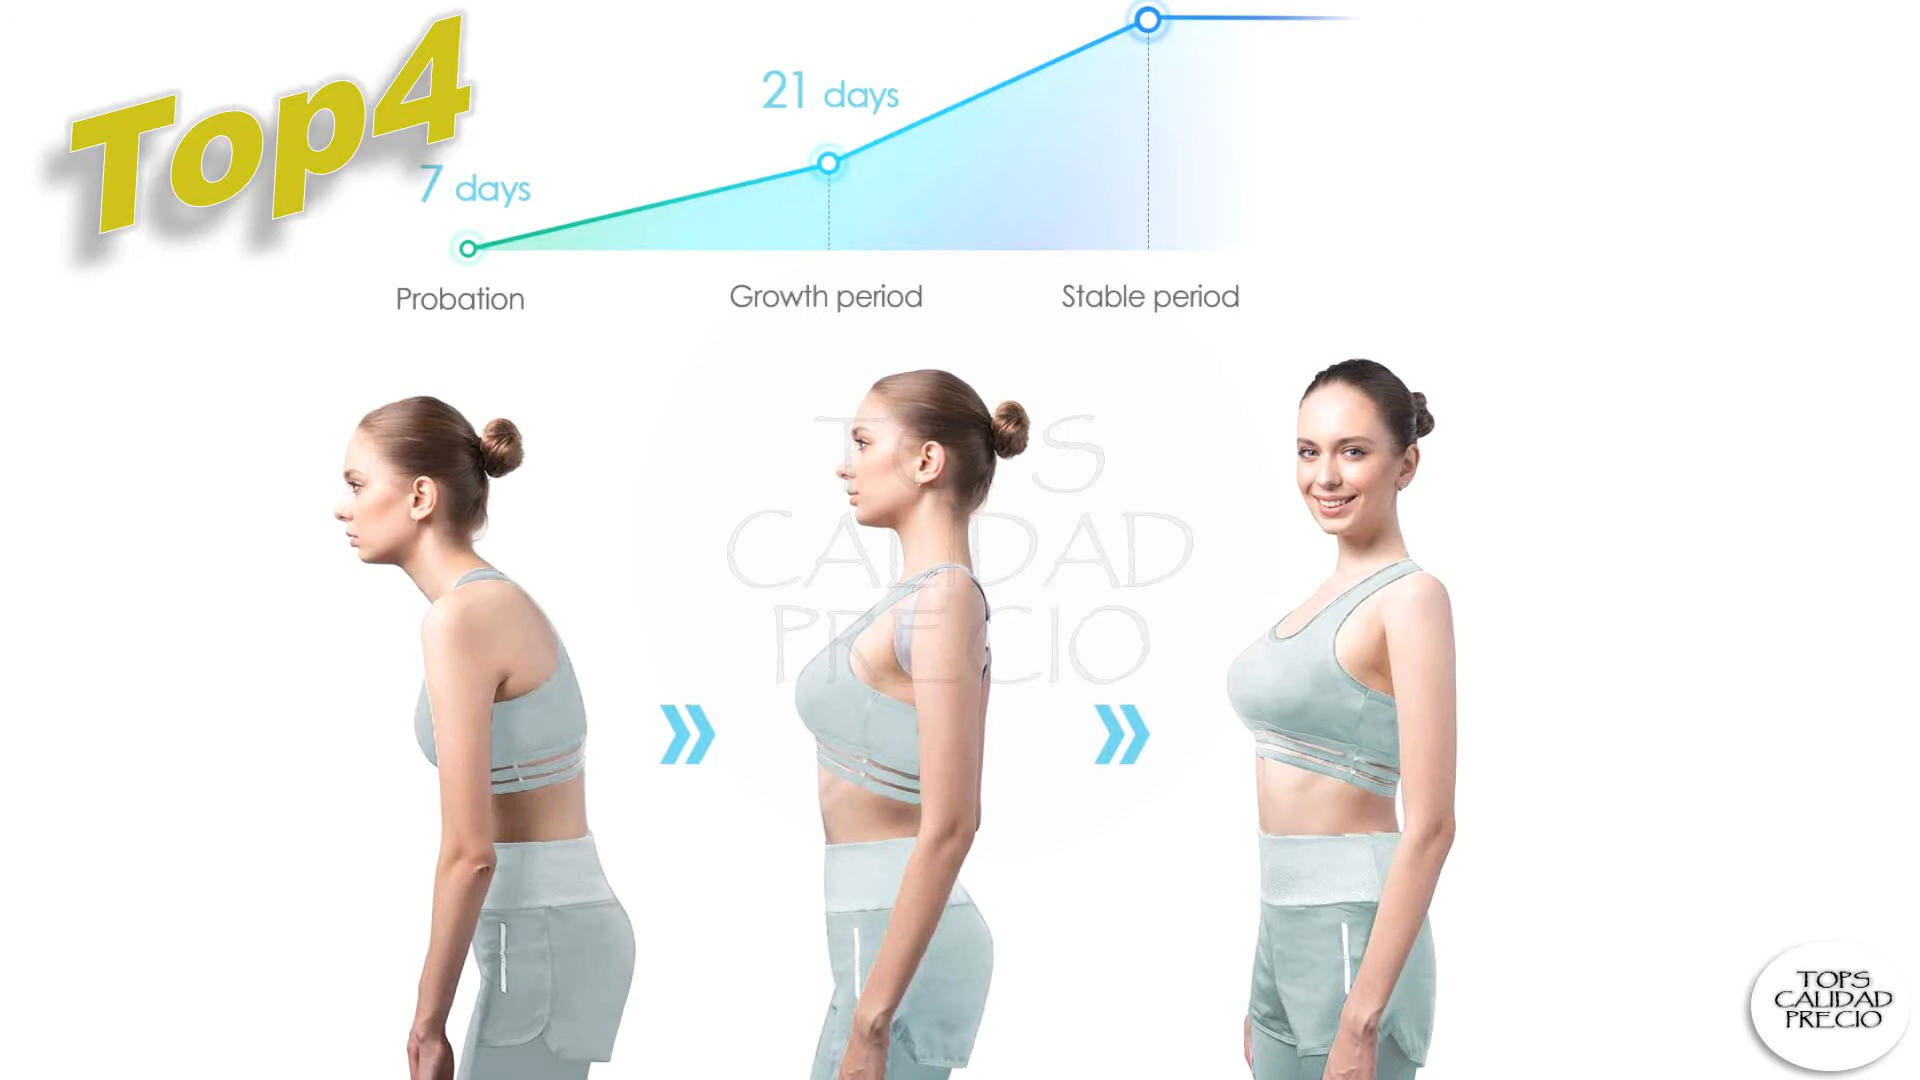 Top4
7 days
21 days
Probation
Growth period
Stable period
TOPS
CALIDAD
PRECIO
TOPS
CALIDAD
PRECIO